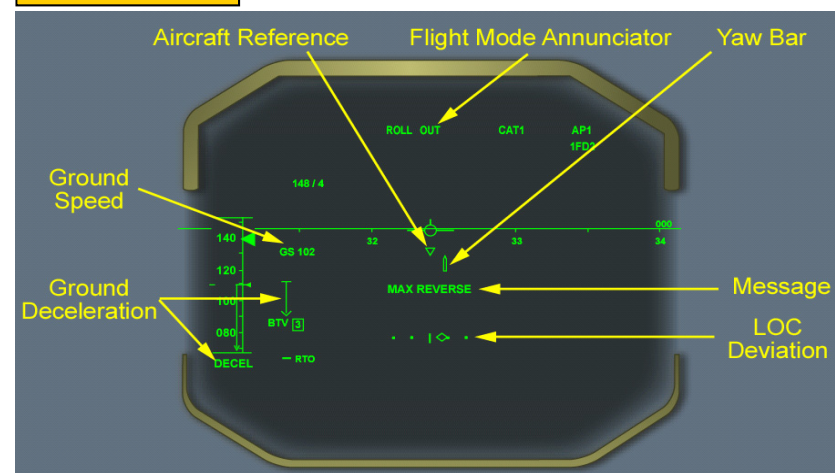 Aircraft Reference
Flight Mode Annunciator
Yaw Bar
ROLL OUT
CAT1
AP1
1FD2
Ground
Speed
148 / 4
000
140
GS 102
32
33
34
120
Ground
Deceleration
100
MAX REVERSE
Message
BTV 3
080
LOC
Deviation
DECEL
RTO